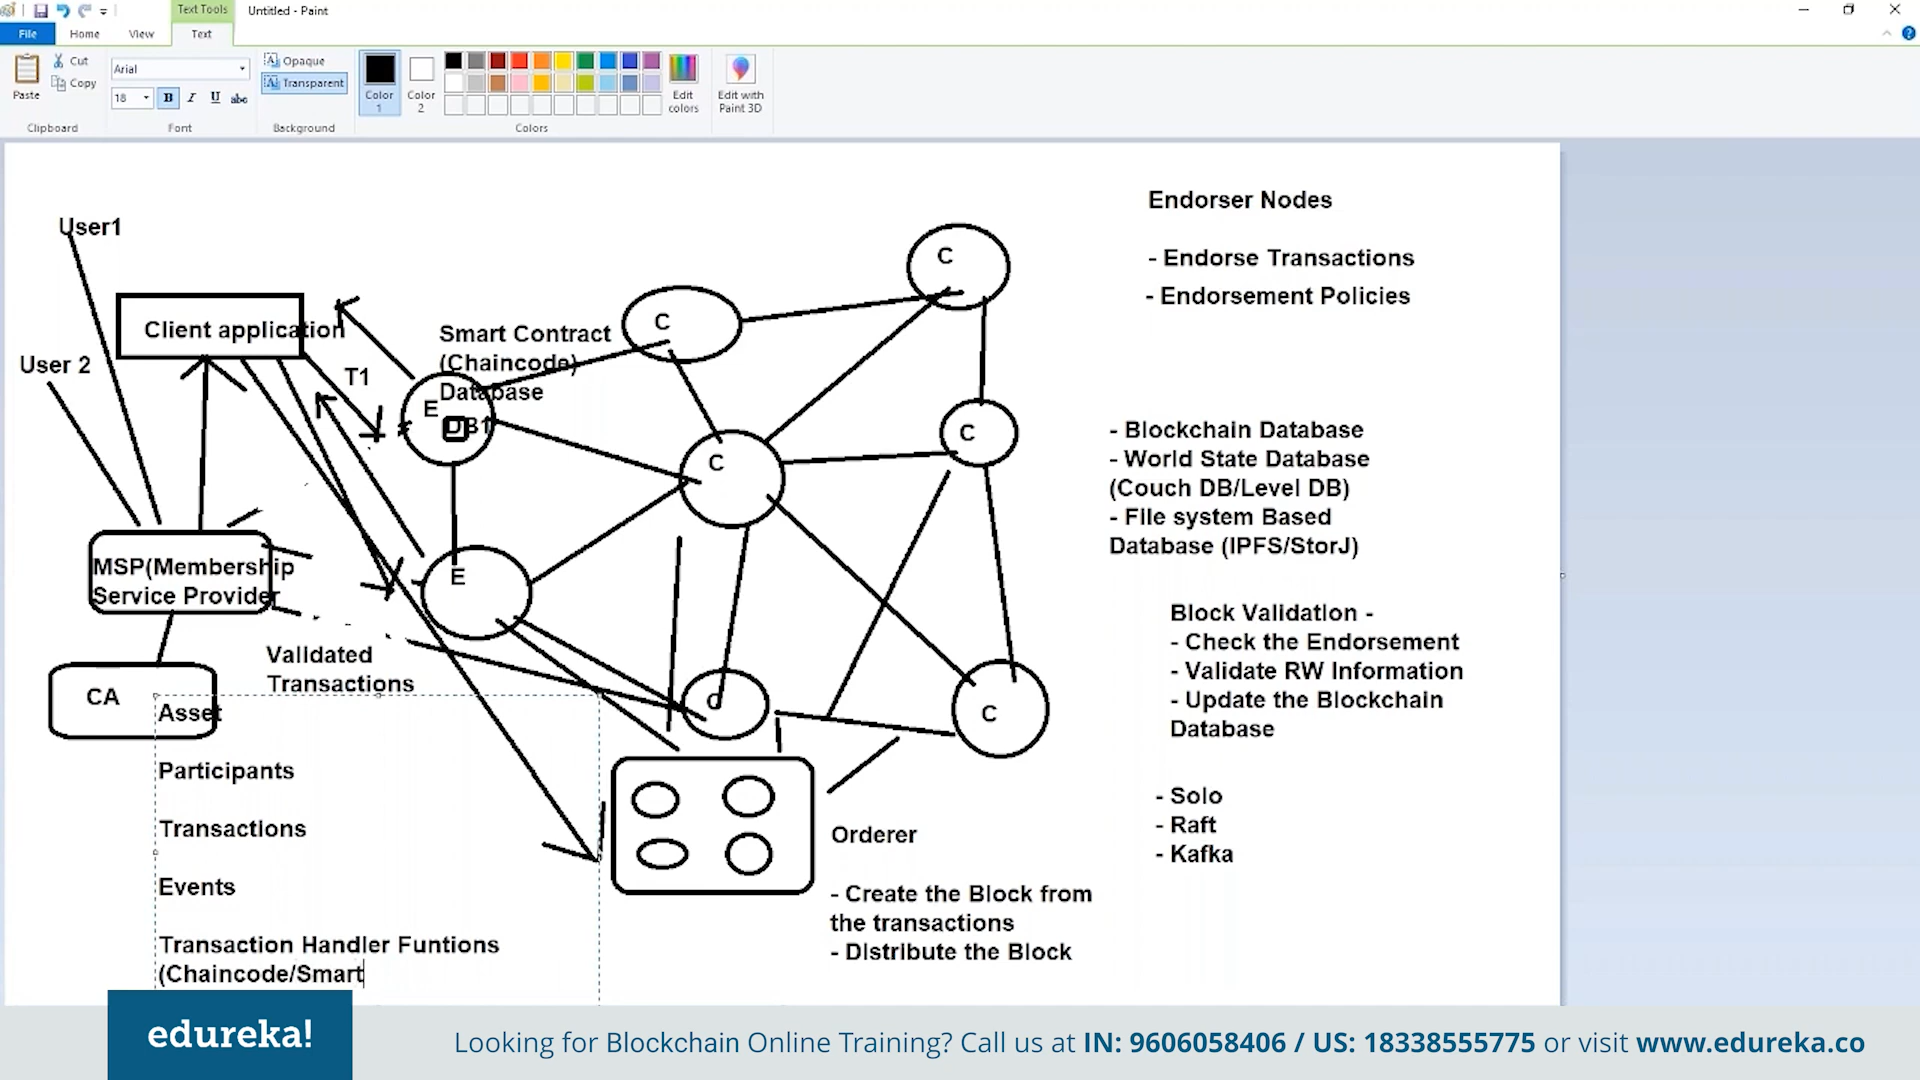 Text Tools
Untitled - Paint
File
Home
View
Text
Paste
Cut
Copy
Clipboard
Arial
18
B
I
U
abc
Font
Opaque
Transparent
Background
Color
1
Color
2
Colors
Edit
colors
Edit with
Paint 3D
User1
Client application
User 2
T1
Smart Contract
(Chaincode)
Database
DB1
E
E
C
C
C
C
C
C
MSP(Membership
Service Provider
CA
Validated
Transactions
Asset
Participants
Transactions
Events
Transaction Handler Funtions
(Chaincode/Smart
Orderer
- Create the Block from
the transactions
- Distribute the Block
Endorser Nodes
- Endorse Transactions
- Endorsement Policies
- Blockchain Database
- World State Database
(Couch DB/Level DB)
- File system Based
Database (IPFS/StorJ)
Block Validation -
- Check the Endorsement
- Validate RW Information
- Update the Blockchain
Database
- Solo
- Raft
- Kafka
edureka!
Looking for Blockchain Online Training? Call us at IN: 9606058406 / US: 18338555775 or visit www.edureka.co